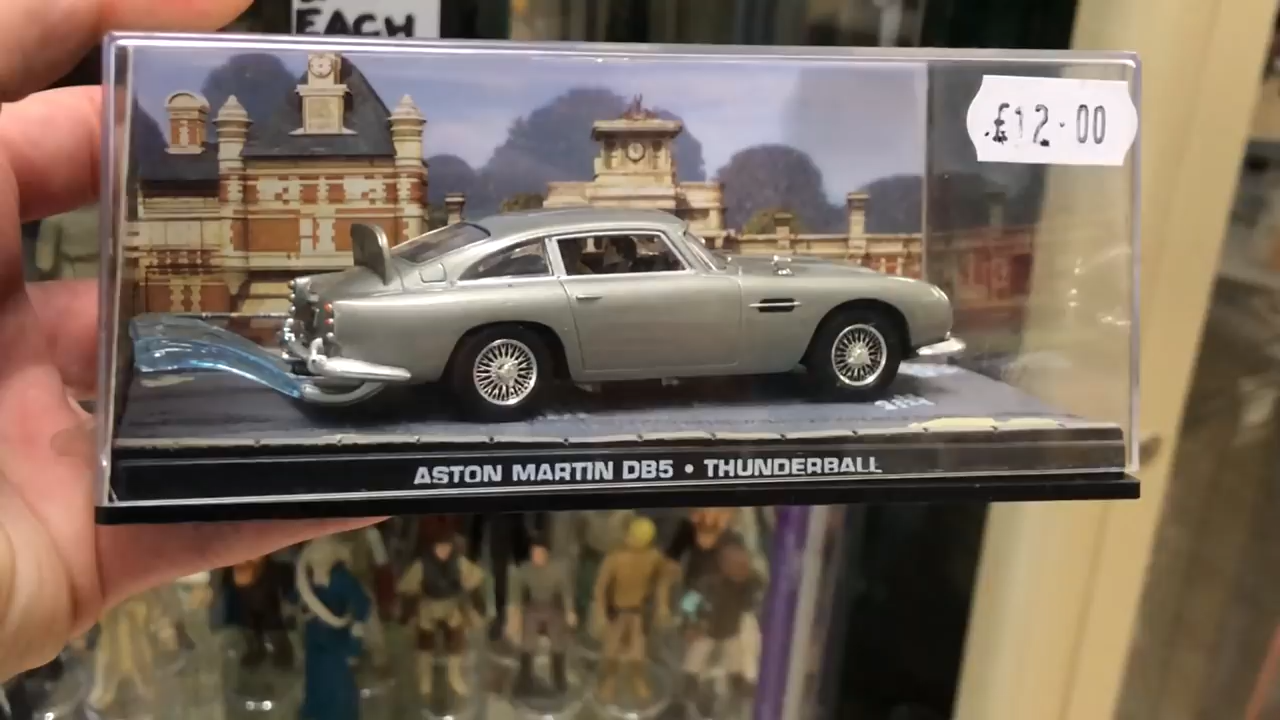 EACH
£12.00
ASTON MARTIN DB5 • THUNDERBALL